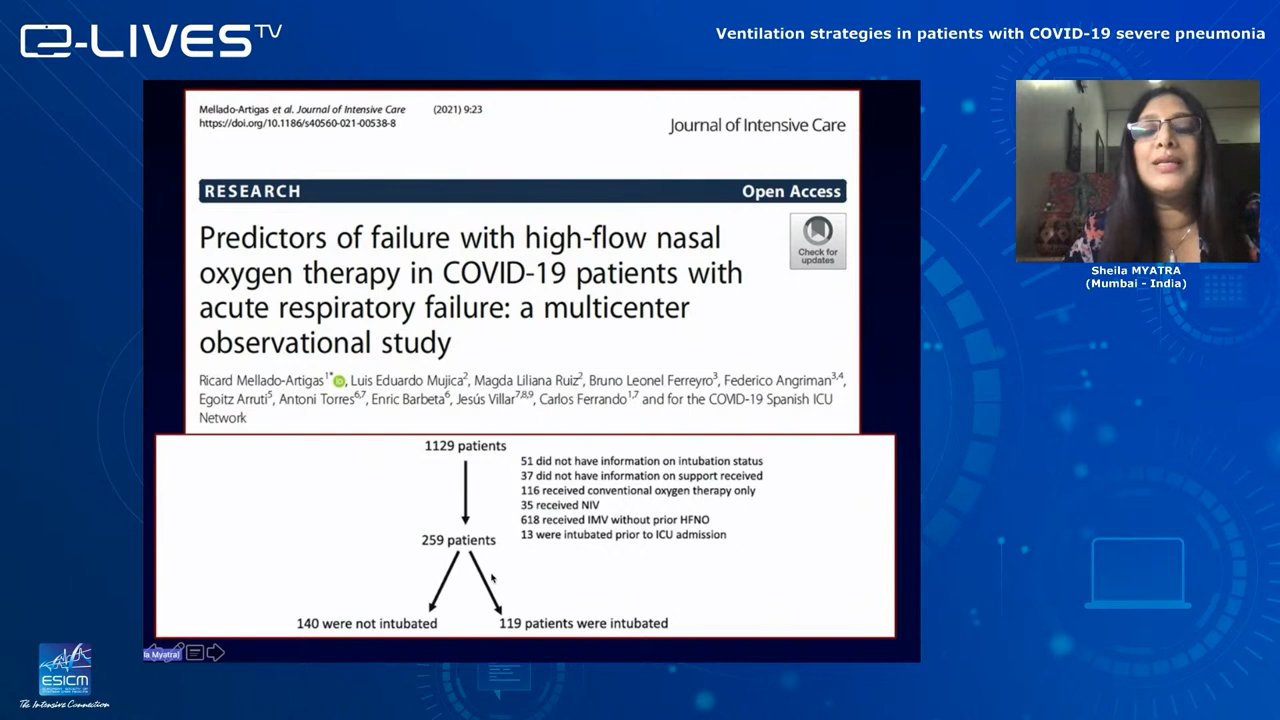 e-LIVES TV
Ventilation strategies in patients with COVID-19 severe pneumonia
Mellado-Artigas et al. Journal of Intensive Care (2021) 9:23
https://doi.org/10.1186/s40560-021-00538-8
Journal of Intensive Care
RESEARCH Open Access
Check for
updates
Predictors of failure with high-flow nasal
oxygen therapy in COVID-19 patients with
acute respiratory failure: a multicenter
observational study
Ricard Mellado-Artigas1*, Luis Eduardo Mujica2, Magda Liliana Ruiz2, Bruno Leonel Ferreyro3, Federico Angriman3,4,
Egoitz Arruti5, Antoni Torres6,7, Enric Barbeta6, Jesús Villar7,8,9, Carlos Ferrando1,7 and for the COVID-19 Spanish ICU
Network
1129 patients
51 did not have information on intubation status
37 did not have information on support received
116 received conventional oxygen therapy only
35 received NIV
618 received IMV without prior HFNO
13 were intubated prior to ICU admission
259 patients
140 were not intubated
119 patients were intubated
Sheila MYATRA
(Mumbai - India)
la Myatra)
ESICM
The Intensive Connection